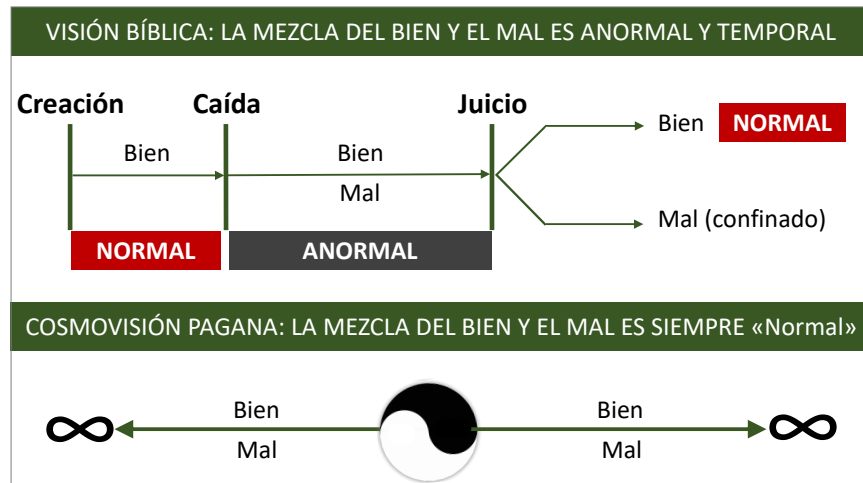 VISIÓN BÍBLICA: LA MEZCLA DEL BIEN Y EL MAL ES ANORMAL Y TEMPORAL
Creación Caída Juicio
Bien Bien Bien NORMAL
Mal Mal (confinado)
NORMAL ANORMAL
COSMOVISIÓN PAGANA: LA MEZCLA DEL BIEN Y EL MAL ES SIEMPRE «Normal»
Bien Bien
∞ ∞
Mal Mal